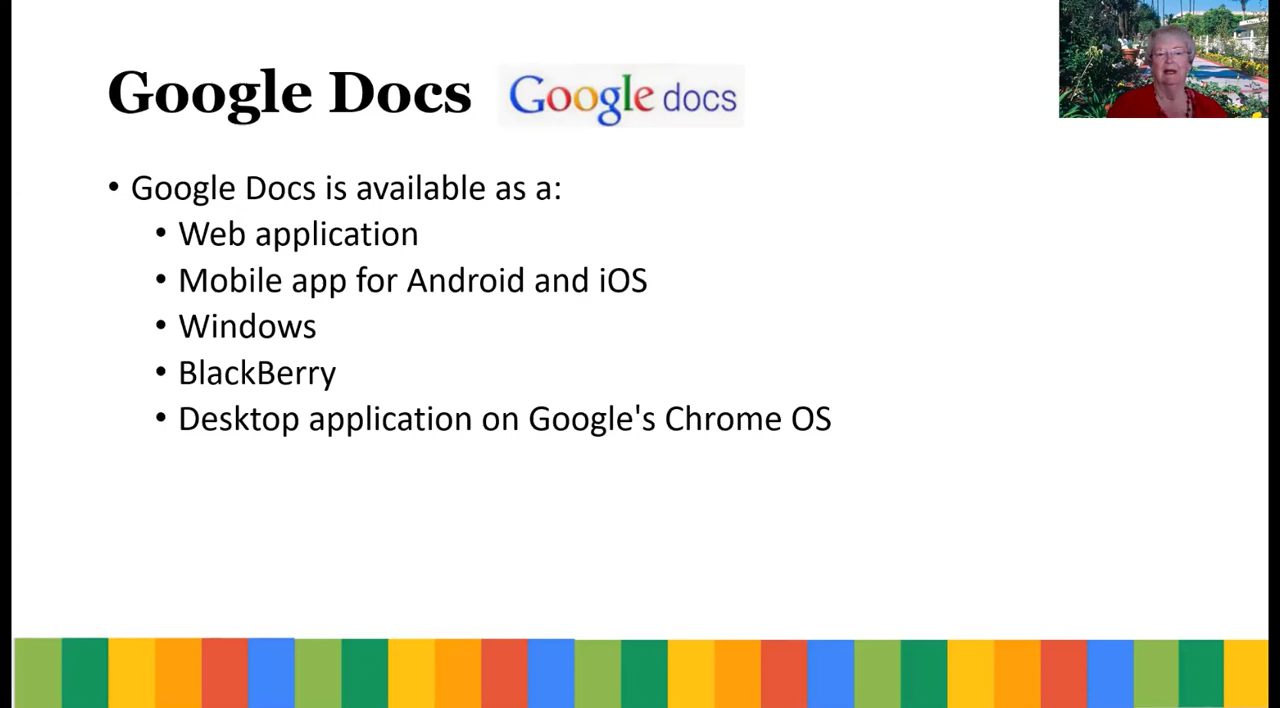 Google Docs Google docs
• Google Docs is available as a:
• Web application
• Mobile app for Android and iOS
• Windows
• BlackBerry
• Desktop application on Google's Chrome OS